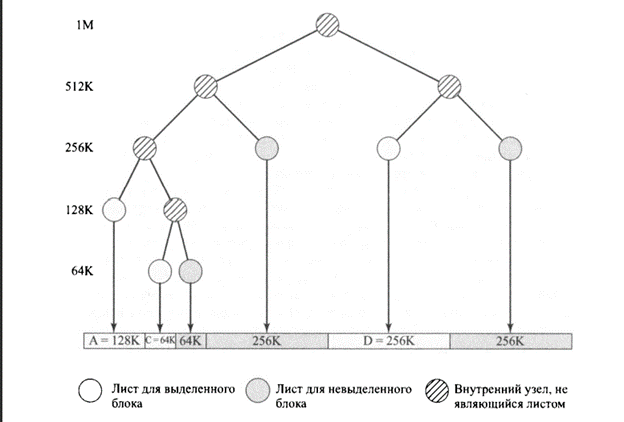 1M
512K
256K
128K
64K
A = 128K C = 64K 64K 256K D = 256K 256K
Лист для выделенного блока
Лист для невыделенного блока
Внутренний узел, не являющийся листом